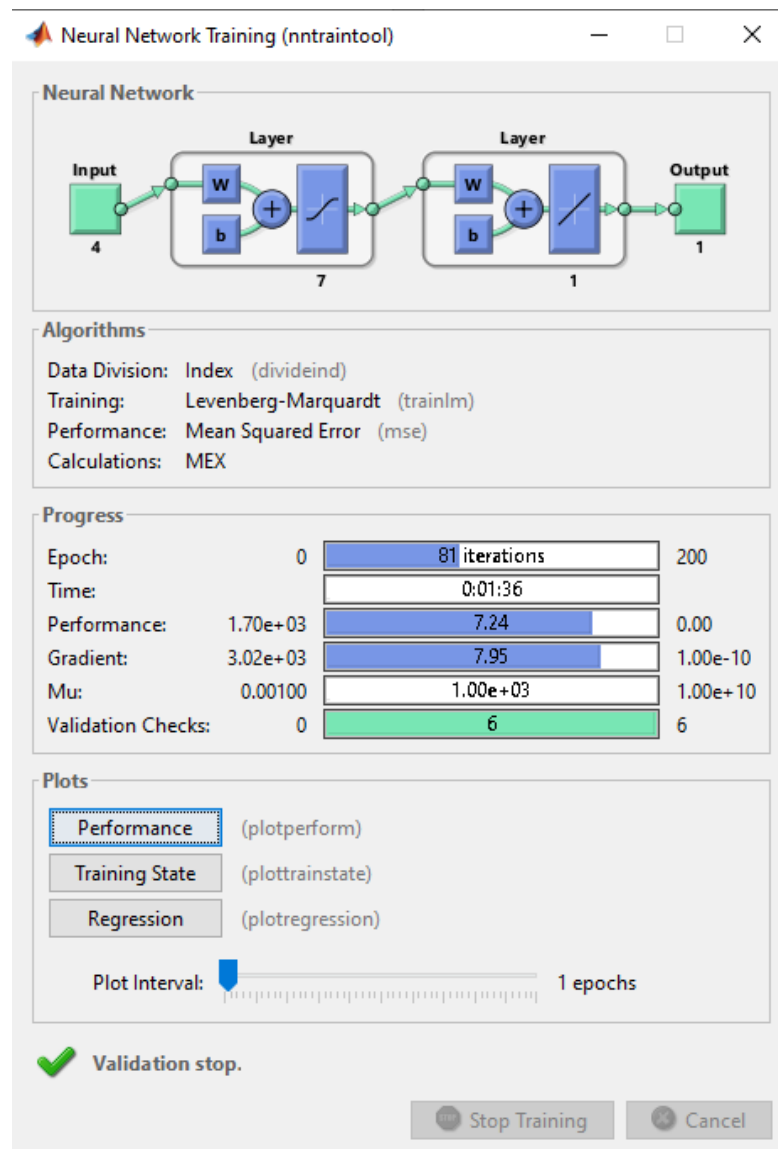 Neural Network Training (nntraintool)
Neural Network
Layer Layer
Input Output
W W
+ +
b b
4 7 1 1
Algorithms
Data Division: Index (divideind)
Training: Levenberg-Marquardt (trainlm)
Performance: Mean Squared Error (mse)
Calculations: MEX
Progress
Epoch: 0 81 iterations 200
Time: 0:01:36
Performance: 1.70e+03 7.24 0.00
Gradient: 3.02e+03 7.95 1.00e-10
Mu: 0.00100 1.00e+03 1.00e+10
Validation Checks: 0 6 6
Plots
Performance (plotperform)
Training State (plottrainstate)
Regression (plotregression)
Plot Interval: 1 epochs
Validation stop.
STOP Stop Training Cancel